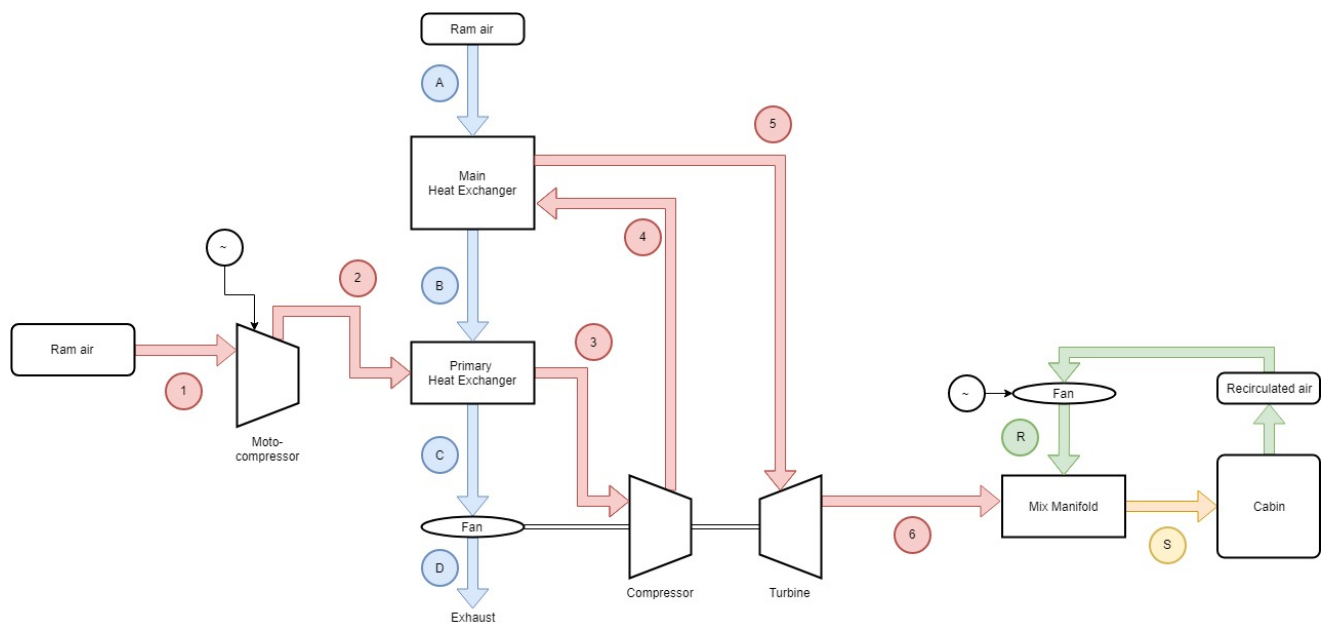 Ram air
A
5
Main
Heat Exchanger
4
~
2
B
Ram air
3
Primary
Heat Exchanger
1
Recirculated air
~
Fan
Moto-
compressor
R
C
Mix Manifold
Cabin
Fan
6
S
D
Compressor
Turbine
Exhaust